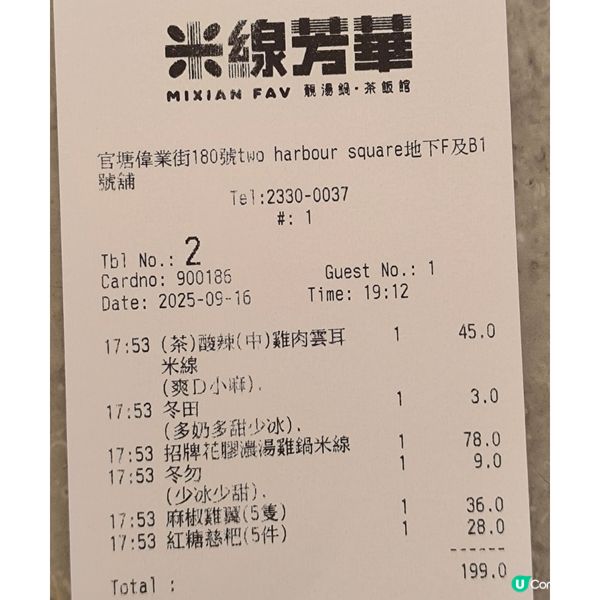 米線芳華
MIXIAN FAV 靚湯鍋·茶飯館
官塘偉業街180號two harbour square地下F及B1
號舖
Tel:2330-0037
#: 1
Tbl No.: 2
Cardno: 900186 Guest No.: 1
Date: 2025-09-16 Time: 19:12
17:53 (茶)酸辣(中)雞肉雲耳 1 45.0
米線
(爽D小麻).
17:53 冬田 1 3.0
(多奶多甜少冰).
17:53 招牌花膠濃湯雞鍋米線 1 78.0
17:53 冬勿 1 9.0
(少冰少甜).
17:53 麻椒雞翼(5隻) 1 36.0
17:53 紅糖糍粑(5件) 1 28.0
------
Total : 199.0
U